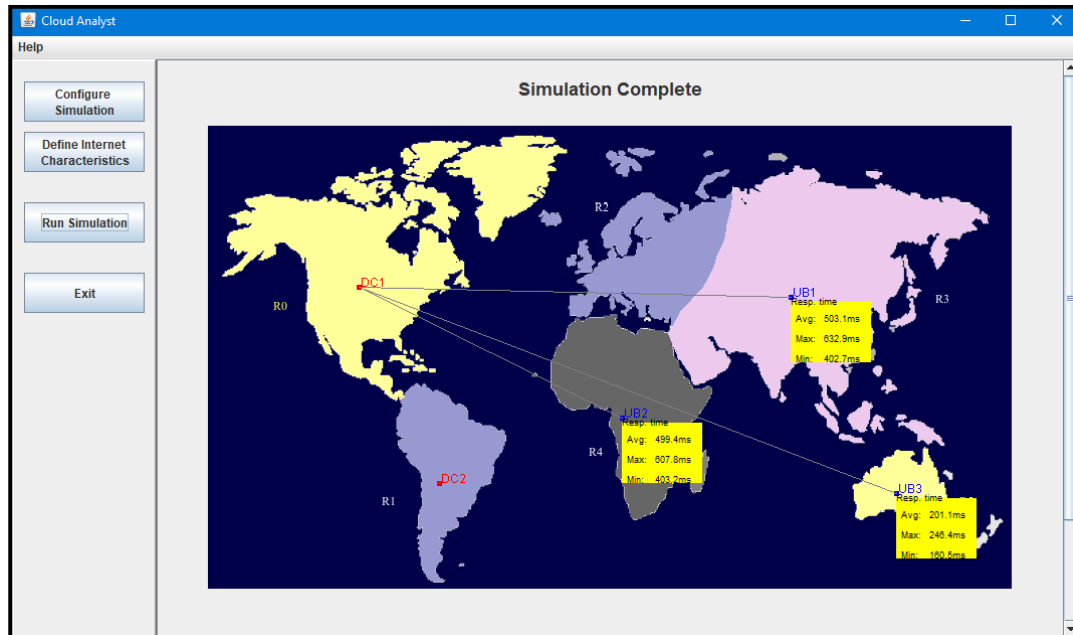 Cloud Analyst
Help
Configure
Simulation
Define Internet
Characteristics
Run Simulation
Exit
Simulation Complete
R2
DC1
R0
UB1
Resp. time
Avg: 503.1ms
Max: 632.9ms
Min: 402.7ms
R3
UB2
Resp. time
Avg: 499.4ms
Max: 607.8ms
Min: 403.2ms
R4
DC2
R1
UB3
Resp. time
Avg: 201.1ms
Max: 246.4ms
Min: 160.5ms